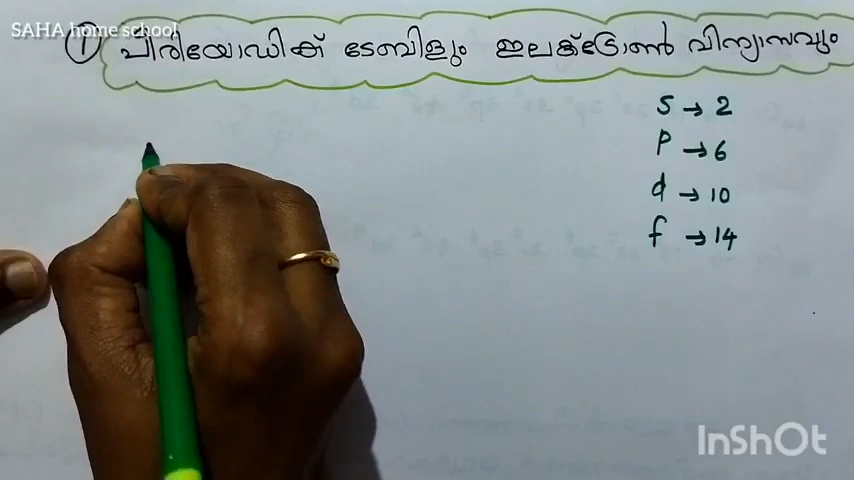 SAHA home school
① പീരിയോഡിക് ടേബിളും ഇലക്ട്രോൺ വിന്യാസവും
S → 2
P → 6
d → 10
f → 14
InShOt